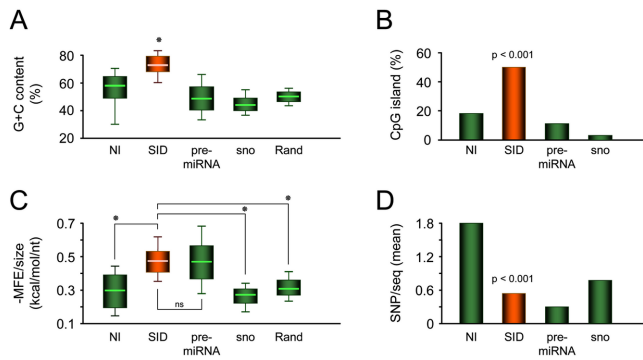 A
G+C content
(%)
80
60
40
20
*
NI
SID
pre-
miRNA
sno
Rand
B
CpG island (%)
60
40
20
0
p < 0.001
NI
SID
pre-
miRNA
sno
C
-MFE/size
(kcal/mol/nt)
0.7
0.5
0.3
0.1
*
*
*
ns
NI
SID
pre-
miRNA
sno
Rand
D
SNP/seq (mean)
1.8
1.2
0.6
0
p < 0.001
NI
SID
pre-
miRNA
sno